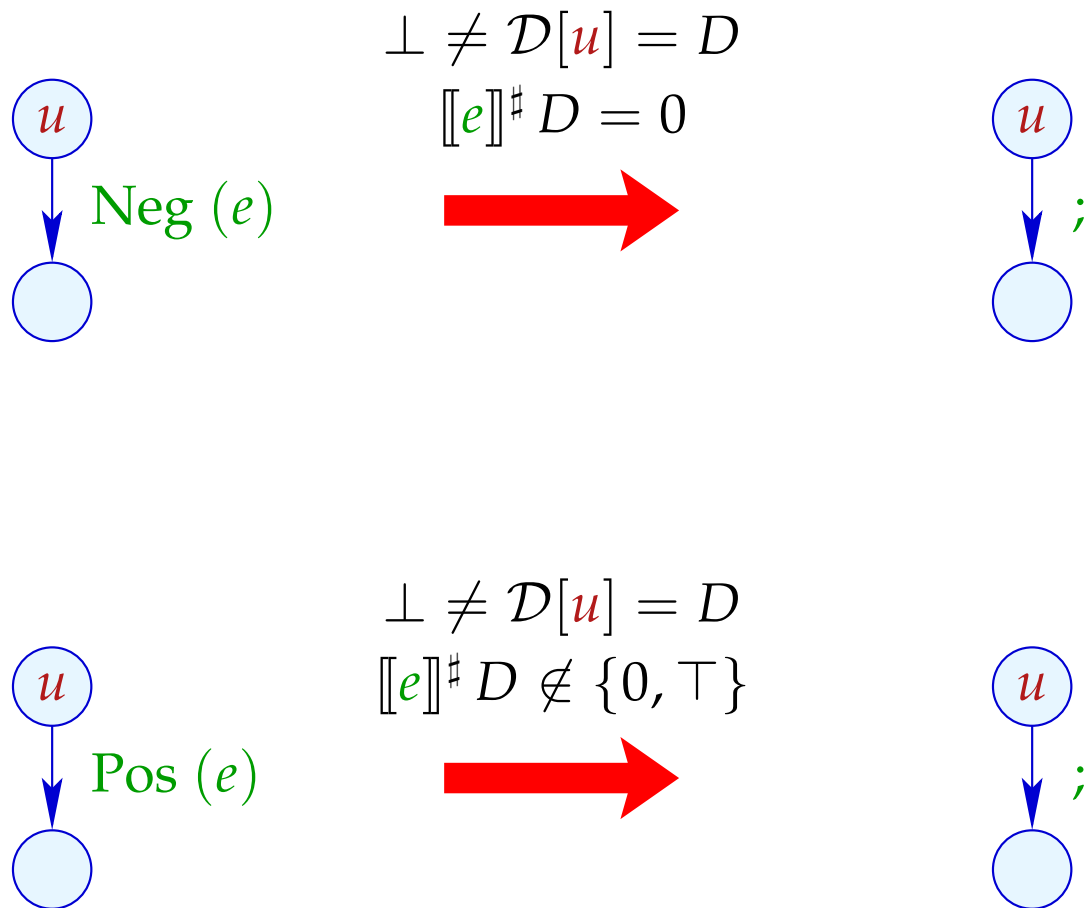 ⊥ ≠ 𝒟[u] = D
⟦e⟧♯ D = 0
u
Neg (e)
u
;
⊥ ≠ 𝒟[u] = D
⟦e⟧♯ D ∉ {0, ⊤}
u
Pos (e)
u
;